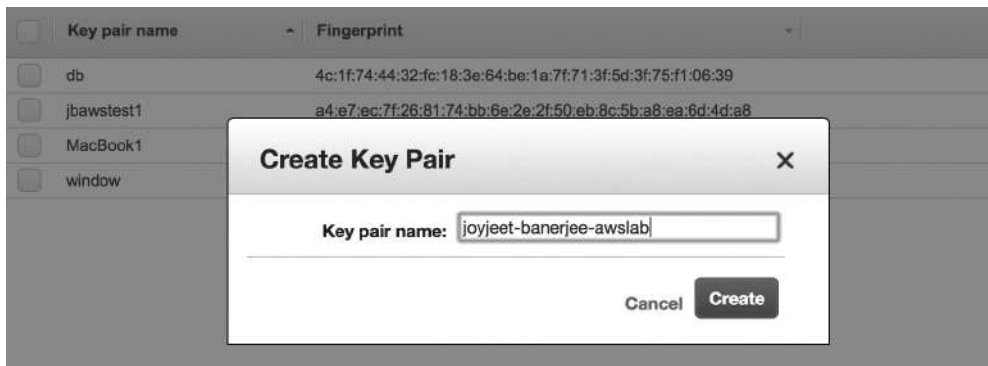 Key pair name Fingerprint
db 4c:1f:74:44:32:fc:18:3e:64:be:1a:7f:71:3f:5d:3f:75:f1:06:39
jbawstest1 a4:e7:ec:7f:26:81:74:bb:6e:2e:2f:50:eb:8c:5b:a8:ea:6d:4d:a8
MacBook1
window
Create Key Pair
Key pair name: joyjeet-banerjee-awslab
Cancel Create